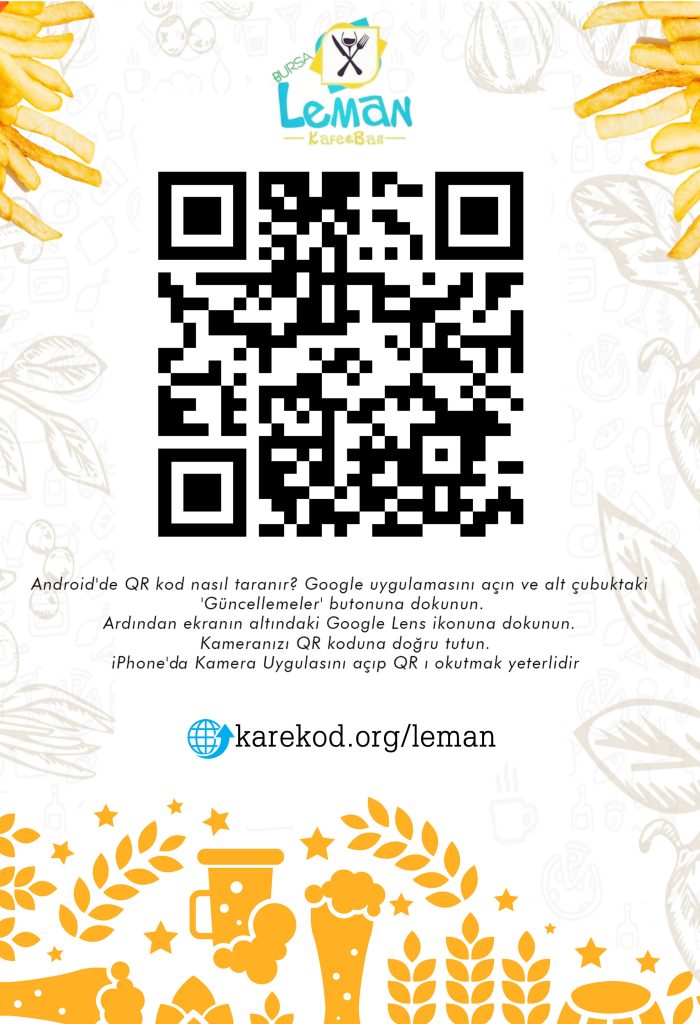 BURSA
LEMAN
KAFE&BAR
Android'de QR kod nasıl taranır? Google uygulamasını açın ve alt çubuktaki
'Güncellemeler' butonuna dokunun.
Ardından ekranın altındaki Google Lens ikonuna dokunun.
Kameranızı QR koduna doğru tutun.
iPhone'da Kamera Uygulasını açıp QR ı okutmak yeterlidir
karekod.org/leman